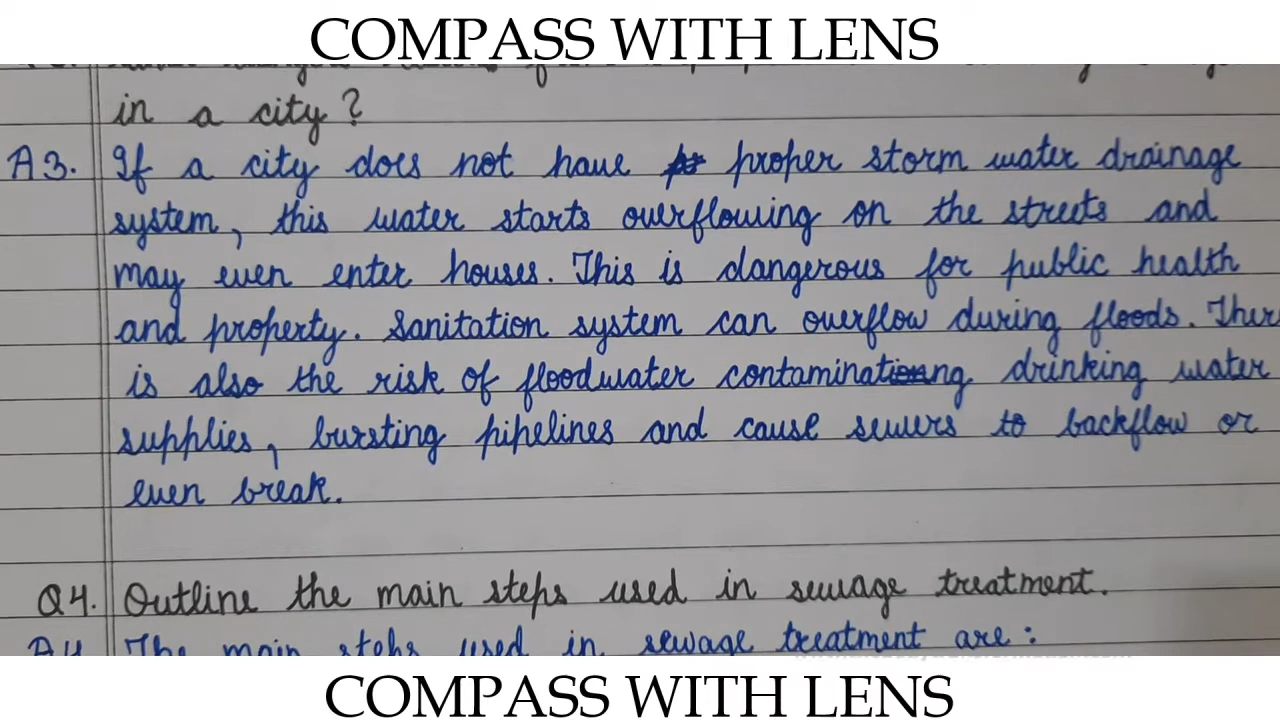 COMPASS WITH LENS
in a city?
A3. If a city does not have proper storm water drainage
system, this water starts overflowing on the streets and
may even enter houses. This is dangerous for public health
and property. Sanitation system can overflow during floods. Ther
is also the risk of floodwater contaminating drinking water
supplies, bursting pipelines and cause sewers to backflow or
even break.
Q4. Outline the main steps used in sewage treatment.
A4. The main steps used in sewage treatment are:
COMPASS WITH LENS